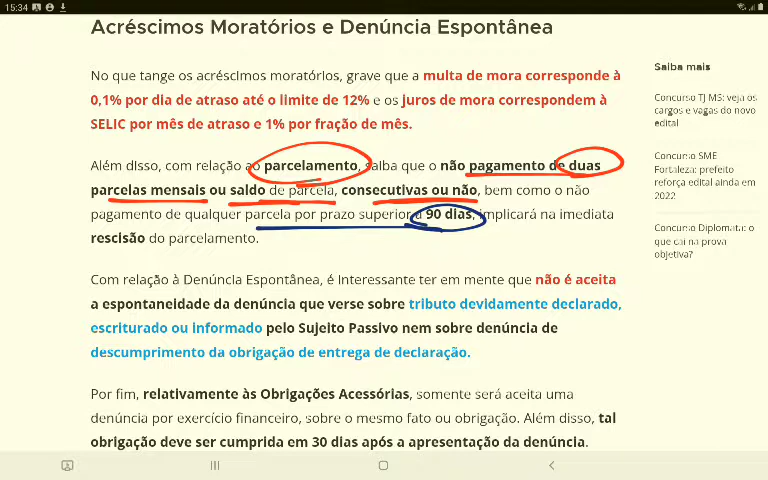 15:34
Acréscimos Moratórios e Denúncia Espontânea
No que tange os acréscimos moratórios, grave que a multa de mora corresponde à
0,1% por dia de atraso até o limite de 12% e os juros de mora correspondem à
SELIC por mês de atraso e 1% por fração de mês.
Além disso, com relação ao parcelamento, saiba que o não pagamento de duas
parcelas mensais ou saldo de parcela, consecutivas ou não, bem como o não
pagamento de qualquer parcela por prazo superior a 90 dias, implicará na imediata
rescisão do parcelamento.
Com relação à Denúncia Espontânea, é interessante ter em mente que não é aceita
a espontaneidade da denúncia que verse sobre tributo devidamente declarado,
escriturado ou informado pelo Sujeito Passivo nem sobre denúncia de
descumprimento da obrigação de entrega de declaração.
Por fim, relativamente às Obrigações Acessórias, somente será aceita uma
denúncia por exercício financeiro, sobre o mesmo fato ou obrigação. Além disso, tal
obrigação deve ser cumprida em 30 dias após a apresentação da denúncia.
Saiba mais
Concurso TJ MS: veja os
cargos e vagas do novo
edital
Concurso SME
Fortaleza: prefeito
reforça edital ainda em
2022
Concurso Diplomata: o
que cai na prova
objetiva?